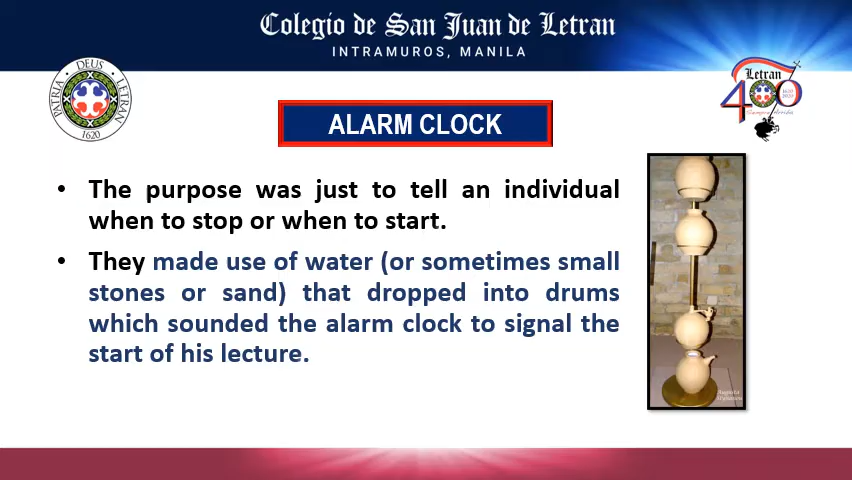 Colegio de San Juan de Letran
INTRAMUROS, MANILA
PATRIA DEUS LETRAN
1620
Letran
400
ALARM CLOCK
• The purpose was just to tell an individual
when to stop or when to start.
• They made use of water (or sometimes small
stones or sand) that dropped into drums
which sounded the alarm clock to signal the
start of his lecture.